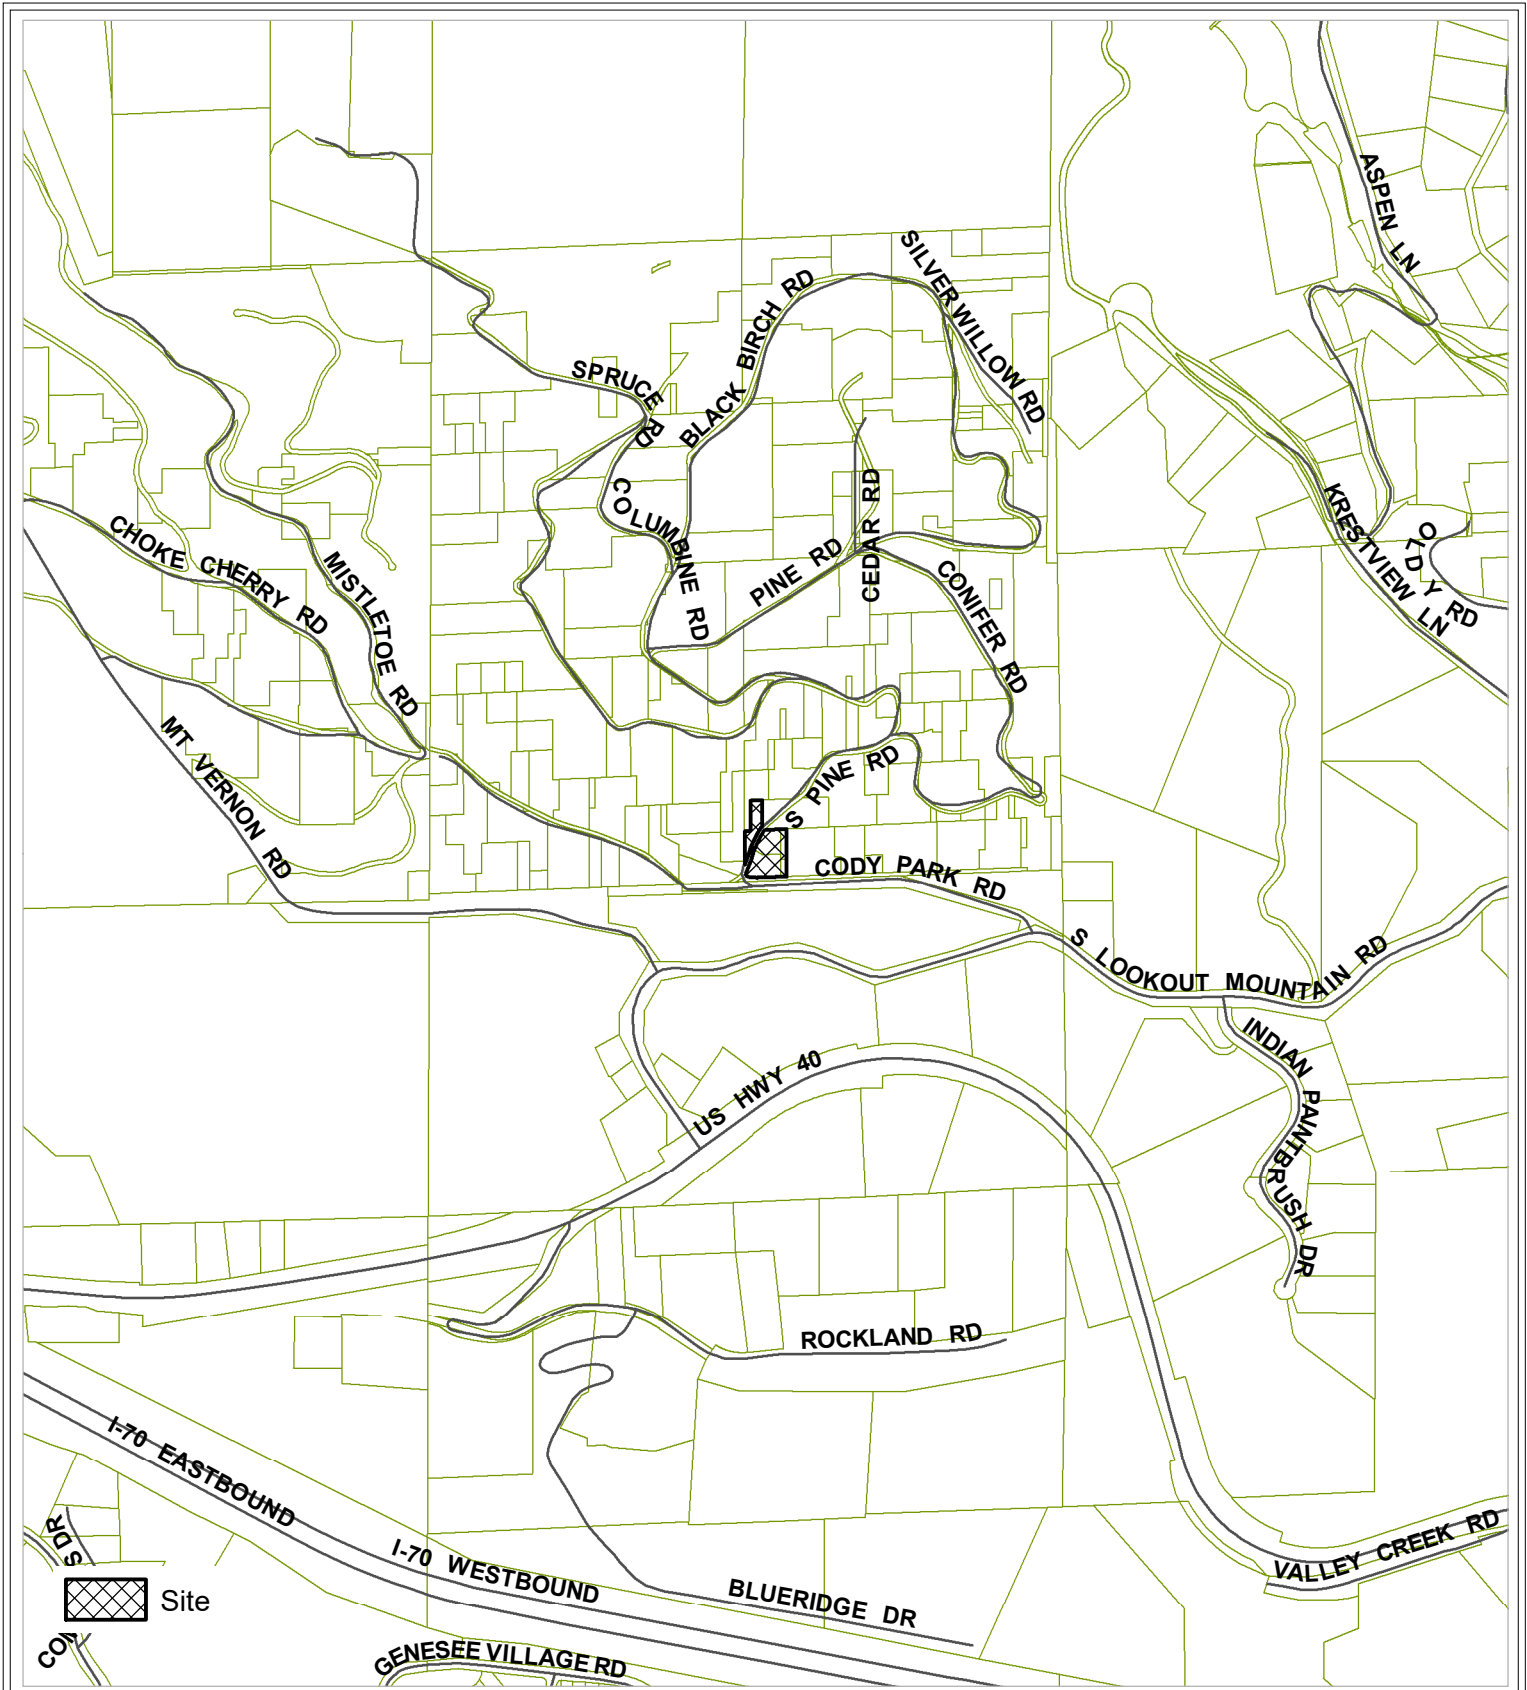 ASPEN LN
SILVERWILLOW RD
BLACK BIRCH RD
SPRUCE RD
COLUMBINE RD
CEDAR RD
PINE RD
CONIFER RD
KRESTVIEW LN
OLD Y RD
CHOKE CHERRY RD
MISTLETOE RD
MT VERNON RD
S PINE RD
CODY PARK RD
S LOOKOUT MOUNTAIN RD
INDIAN PAINTBRUSH DR
US HWY 40
ROCKLAND RD
I-70 EASTBOUND
I-70 WESTBOUND
VALLEY CREEK RD
BLUERIDGE DR
S DR
Site
CO
GENESEE VILLAGE RD